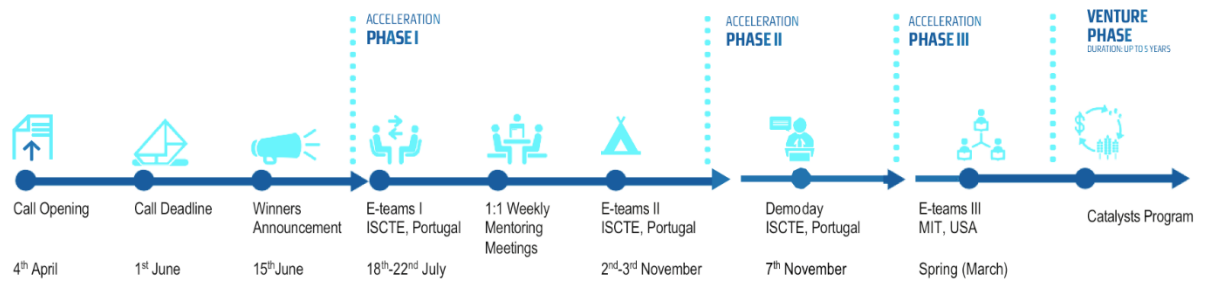 ACCELERATION
PHASE I
ACCELERATION
PHASE II
ACCELERATION
PHASE III
VENTURE
PHASE
DURATION: UP TO 5 YEARS
$
Call Opening
4th April
Call Deadline
1st June
Winners
Announcement
15thJune
E-teams I
ISCTE, Portugal
18th-22nd July
1:1 Weekly
Mentoring
Meetings
E-teams II
ISCTE, Portugal
2nd-3rd November
Demoday
ISCTE, Portugal
7th November
E-teams III
MIT, USA
Spring (March)
Catalysts Program